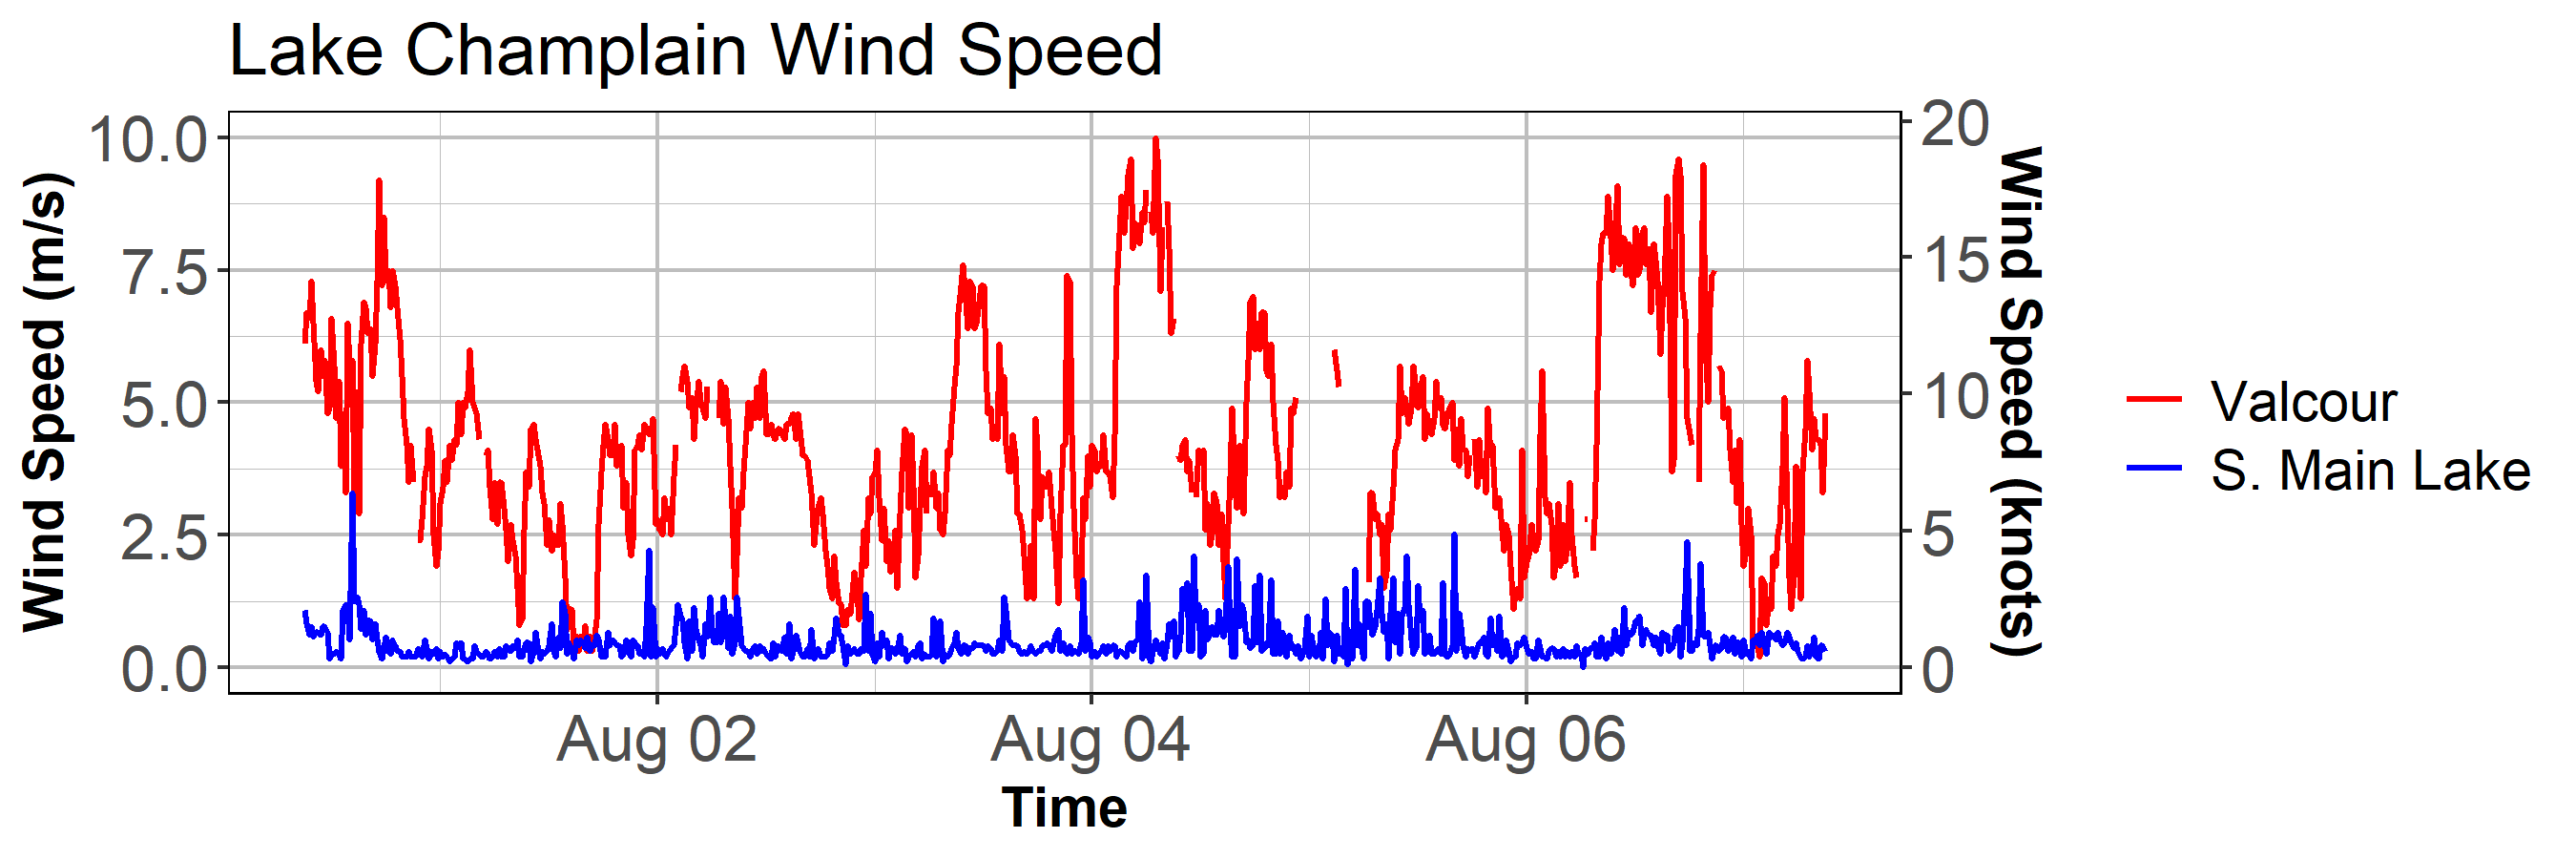 Lake Champlain Wind Speed
Wind Speed (m/s)
10.0
7.5
5.0
2.5
0.0
20
15
10
5
0
Wind Speed (knots)
Aug 02
Aug 04
Aug 06
Time
Valcour
S. Main Lake